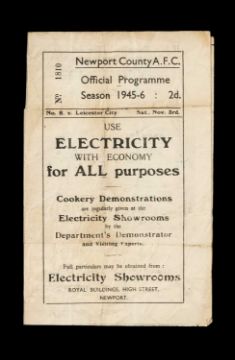 Nº 1810
Newport County A.F.C.
Official Programme
Season 1945-6 : 2d.
No. 8. v. Leicester City Sat., Nov. 3rd.
USE
ELECTRICITY
WITH ECONOMY
for ALL purposes
Cookery Demonstrations
are regularly given at the
Electricity Showrooms
by the
Department's Demonstrator
and Visiting Experts.
Full particulars may be obtained from :
Electricity Showrooms
ROYAL BUILDINGS, HIGH STREET,
NEWPORT.